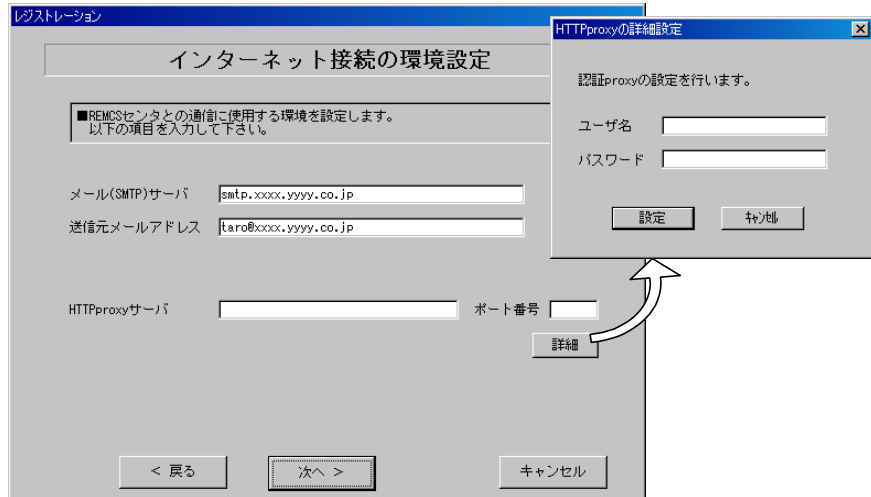 レジストレーション
インターネット接続の環境設定
■REMCSセンタとの通信に使用する環境を設定します。
以下の項目を入力して下さい。
メール(SMTP)サーバ smtp.xxxx.yyyy.co.jp
送信元メールアドレス taro@xxxx.yyyy.co.jp
HTTPproxyサーバ ポート番号
詳細
< 戻る 次へ > キャンセル
HTTPproxyの詳細設定
認証proxyの設定を行います。
ユーザ名
パスワード
設定 キャンセル